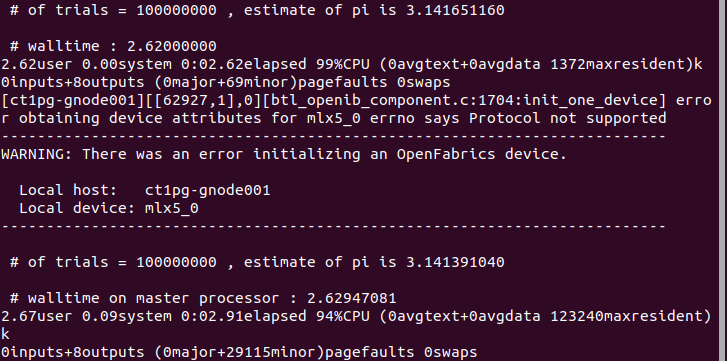 # of trials = 100000000 , estimate of pi is 3.141651160
# walltime : 2.62000000
2.62user 0.00system 0:02.62elapsed 99%CPU (0avgtext+0avgdata 1372maxresident)k
0inputs+8outputs (0major+69minor)pagefaults 0swaps
[ct1pg-gnode001][[62927,1],0][btl_openib_component.c:1704:init_one_device] erro
r obtaining device attributes for mlx5_0 errno says Protocol not supported
--------------------------------------------------------------------------
WARNING: There was an error initializing an OpenFabrics device.
Local host:   ct1pg-gnode001
Local device: mlx5_0
--------------------------------------------------------------------------
# of trials = 100000000 , estimate of pi is 3.141391040
# walltime on master processor : 2.62947081
2.67user 0.09system 0:02.91elapsed 94%CPU (0avgtext+0avgdata 123240maxresident)
k
0inputs+8outputs (0major+29115minor)pagefaults 0swaps